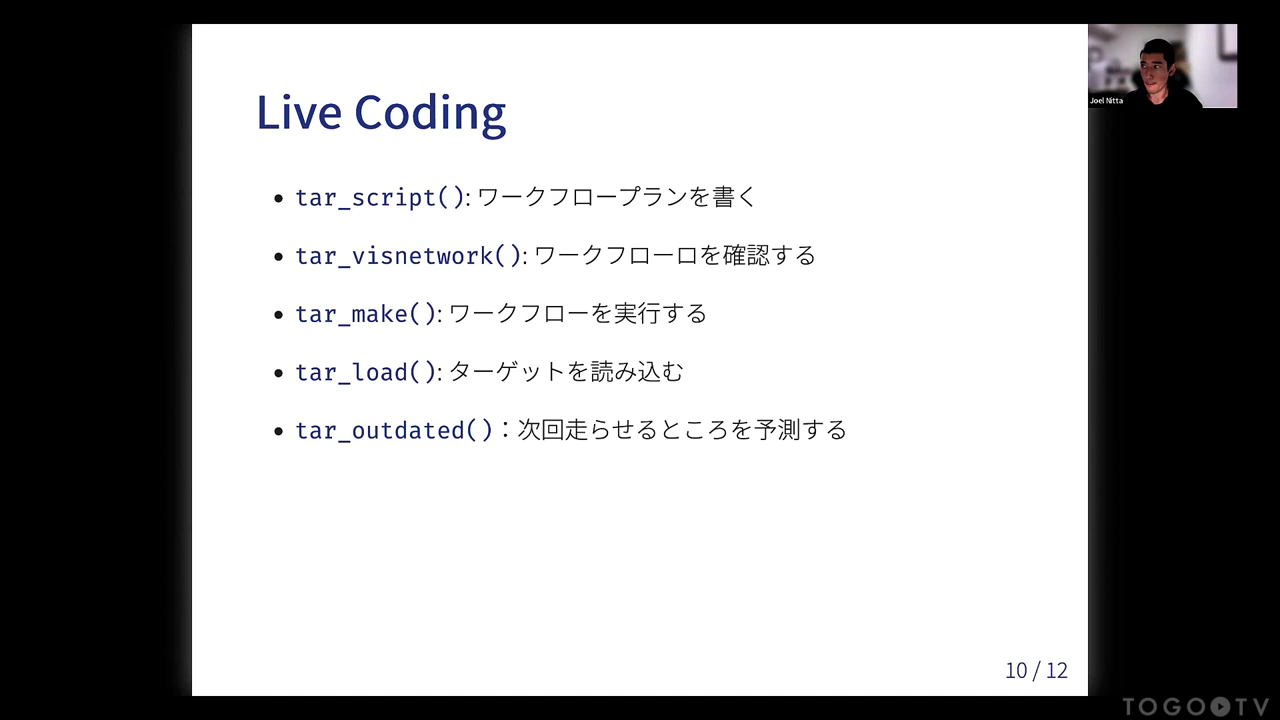 Live Coding
tar_script(): ワークフロープランを書く
tar_visnetwork(): ワークフローロを確認する
tar_make(): ワークフローを実行する
tar_load(): ターゲットを読み込む
tar_outdated()：次回走らせるところを予測する
10 / 12
Joel Nitta
TOGO TV